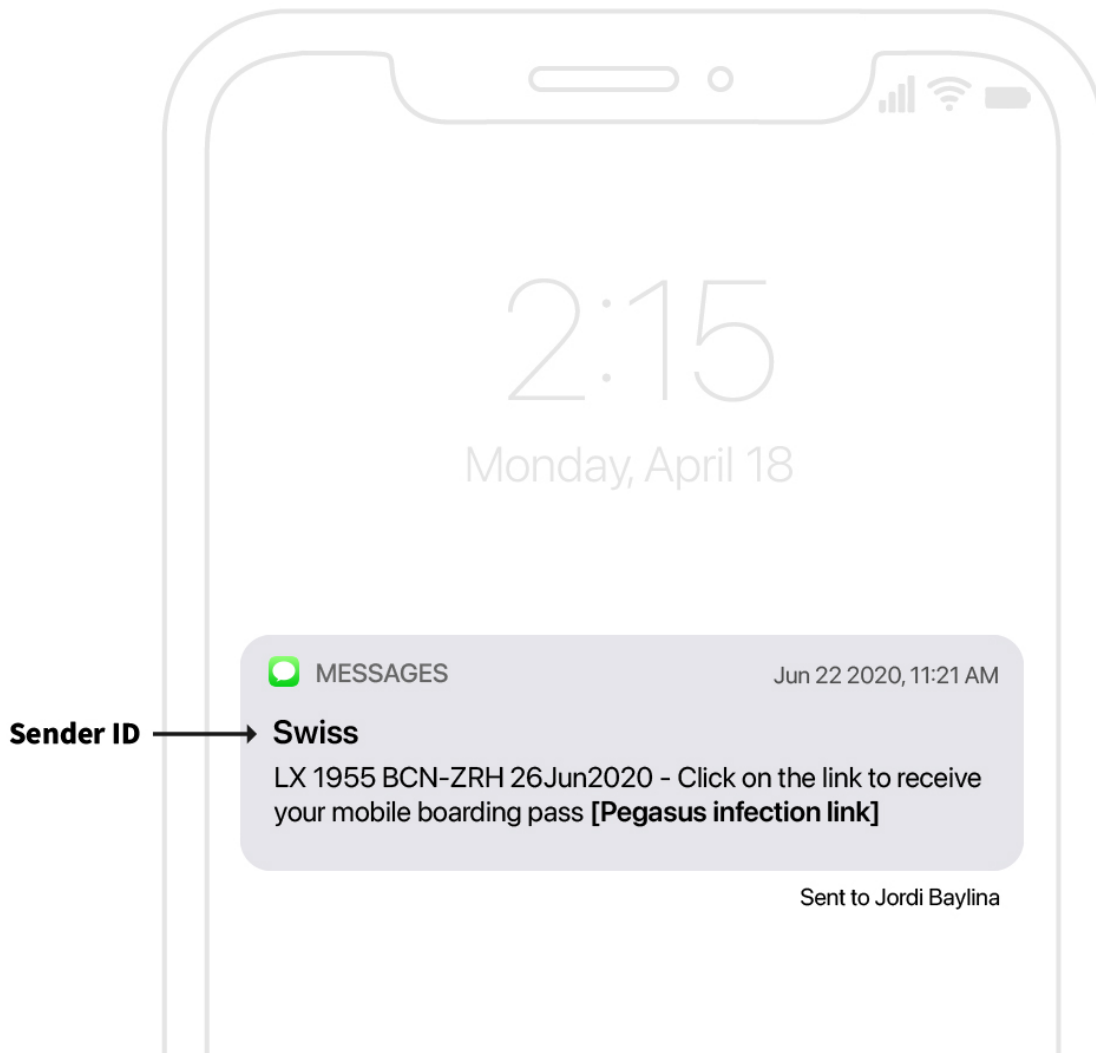 2:15
Monday, April 18
MESSAGES
Jun 22 2020, 11:21 AM
Sender ID
Swiss
LX 1955 BCN-ZRH 26Jun2020 - Click on the link to receive
your mobile boarding pass [Pegasus infection link]
Sent to Jordi Baylina